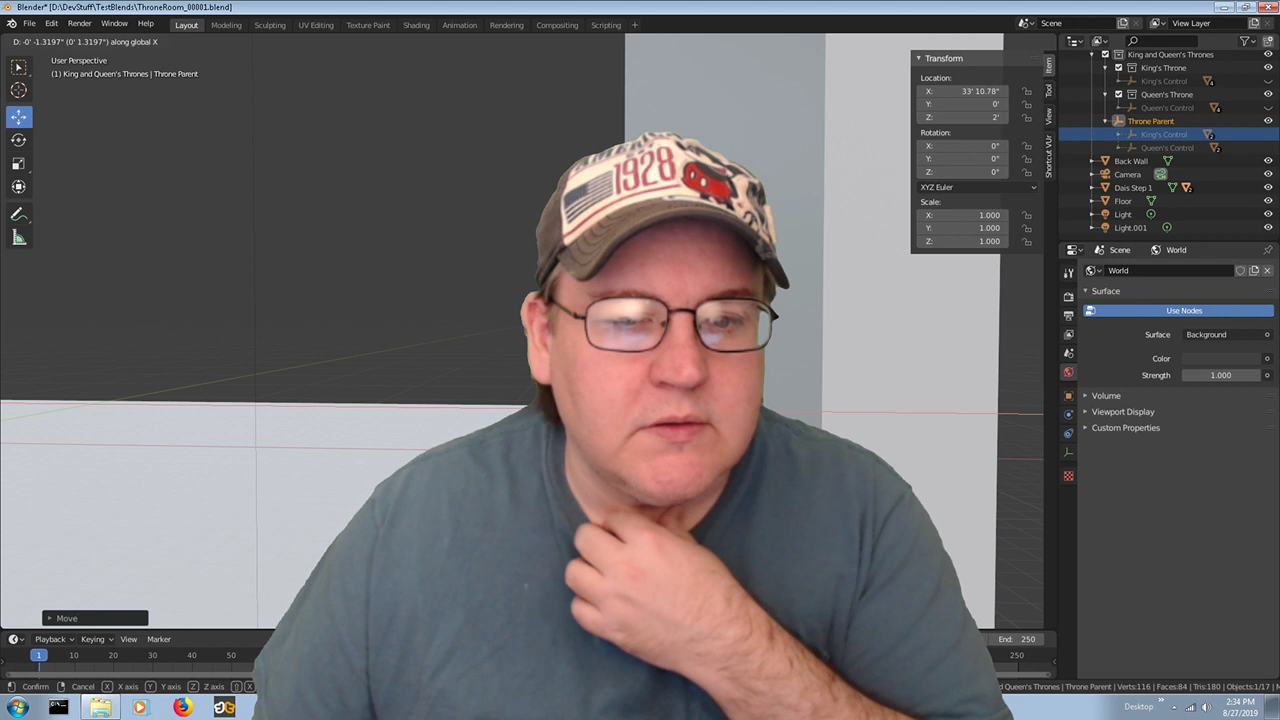 Blender* [D:\DevStuff\TestBlends\ThroneRoom_00001.blend]
File Edit Render Window Help Layout Modeling Sculpting UV Editing Texture Paint Shading Animation Rendering Compositing Scripting + Scene View Layer
D: -0' -1.3197" (0' 1.3197") along global X
User Perspective
(1) King and Queen's Thrones | Throne Parent
Transform
Location:
X: 33' 10.78"
Y: 0'
Z: 2'
Rotation:
X: 0°
Y: 0°
Z: 0°
XYZ Euler
Scale:
X: 1.000
Y: 1.000
Z: 1.000
Item
Tool
View
Shortcut VUr
King and Queen's Thrones
King's Throne
King's Control
Queen's Throne
Queen's Control
Throne Parent
King's Control
Queen's Control
Back Wall
Camera
Dais Step 1
Floor
Light
Light.001
Scene World
World
Surface
Use Nodes
Surface Background
Color
Strength 1.000
Volume
Viewport Display
Custom Properties
1928
Move
Playback Keying View Marker End: 250
1 10 20 30 40 50 250
Confirm Cancel X X axis Y Y axis Z Z axis X and Queen's Thrones | Throne Parent | Verts:116 | Faces:84 | Tris:180 | Objects:1/17
Desktop 2:34 PM
8/27/2019